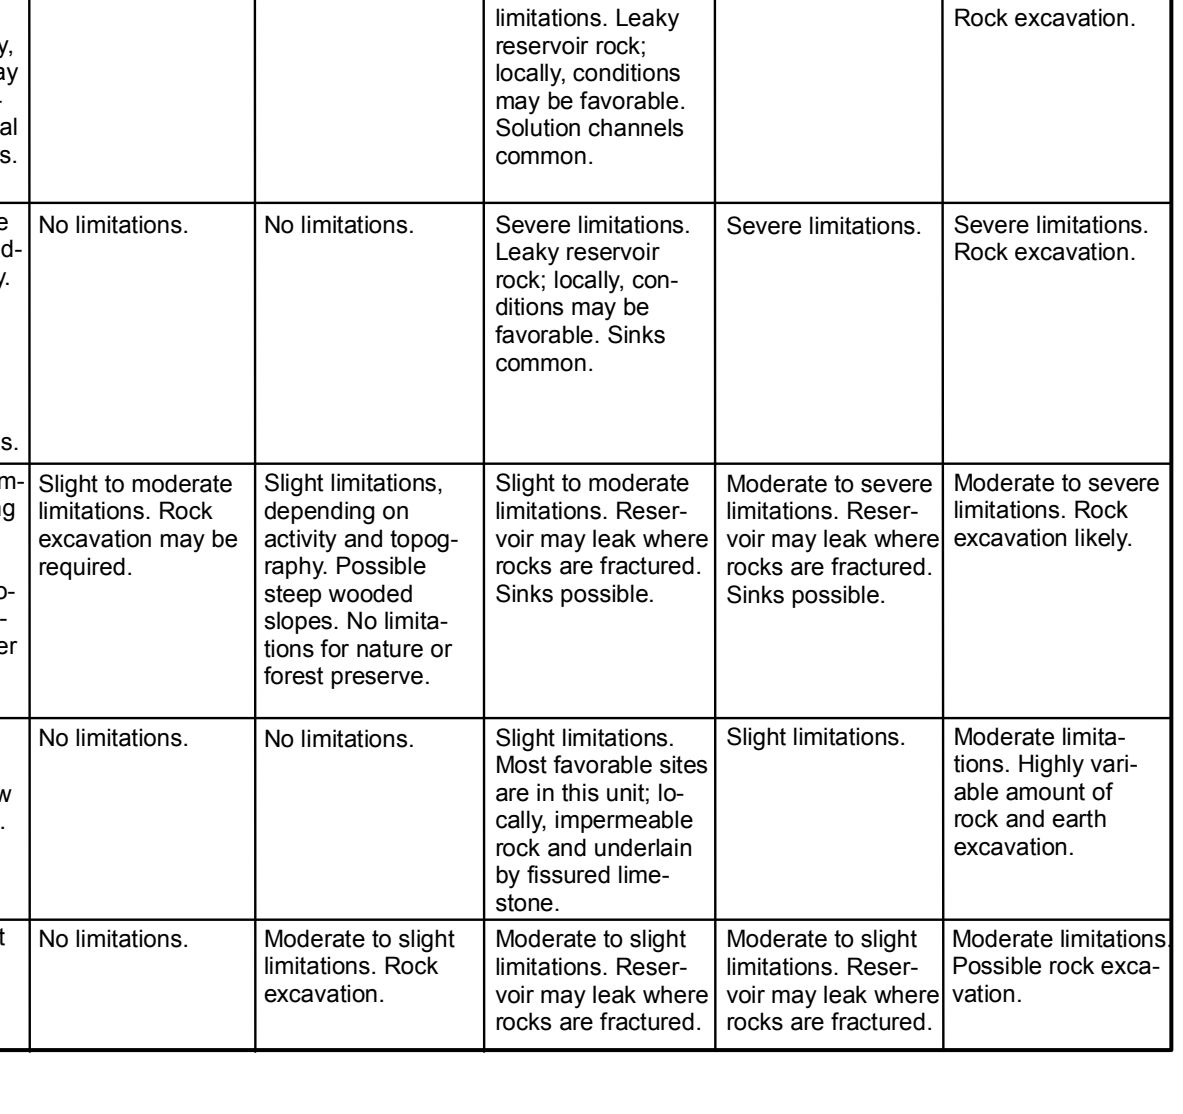 limitations. Leaky
reservoir rock;
locally, conditions
may be favorable.
Solution channels
common.
Rock excavation.
y,
ay
-
al
s.
e
d-
y.
s.
No limitations.
No limitations.
Severe limitations.
Leaky reservoir
rock; locally, con-
ditions may be
favorable. Sinks
common.
Severe limitations.
Severe limitations.
Rock excavation.
m-
g
o-
-
er
Slight to moderate
limitations. Rock
excavation may be
required.
Slight limitations,
depending on
activity and topog-
raphy. Possible
steep wooded
slopes. No limita-
tions for nature or
forest preserve.
Slight to moderate
limitations. Reser-
voir may leak where
rocks are fractured.
Sinks possible.
Moderate to severe
limitations. Reser-
voir may leak where
rocks are fractured.
Sinks possible.
Moderate to severe
limitations. Rock
excavation likely.
w
.
No limitations.
No limitations.
Slight limitations.
Most favorable sites
are in this unit; lo-
cally, impermeable
rock and underlain
by fissured lime-
stone.
Slight limitations.
Moderate limita-
tions. Highly vari-
able amount of
rock and earth
excavation.
t
No limitations.
Moderate to slight
limitations. Rock
excavation.
Moderate to slight
limitations. Reser-
voir may leak where
rocks are fractured.
Moderate to slight
limitations. Reser-
voir may leak where
rocks are fractured.
Moderate limitations.
Possible rock exca-
vation.